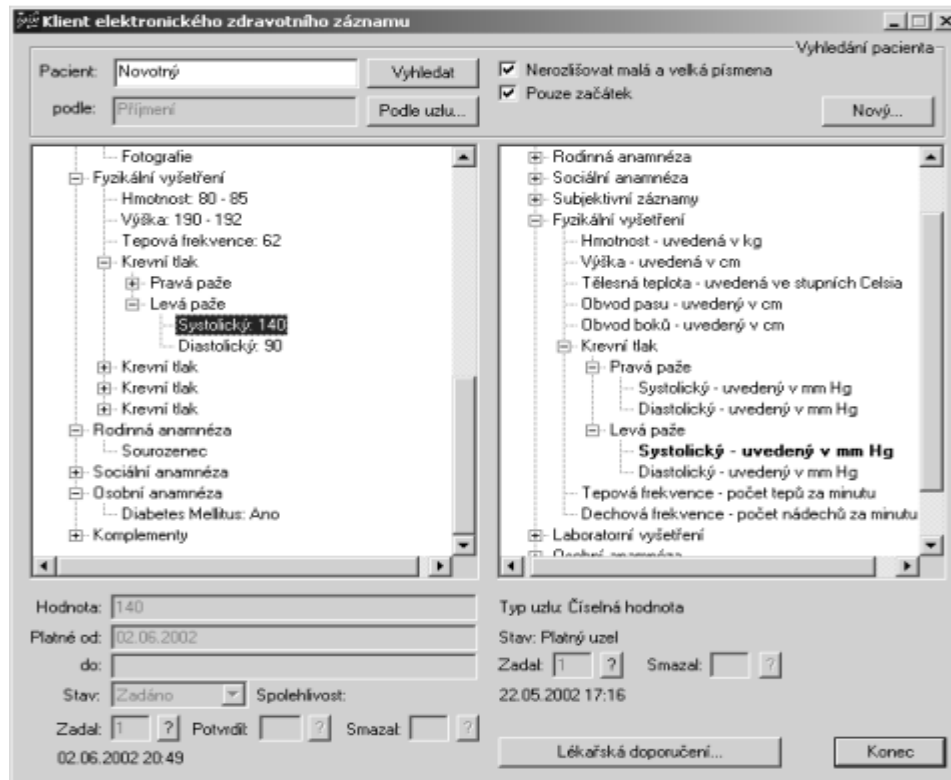 Klient elektronického zdravotního záznamu
Vyhledání pacienta
Pacient: Novotný Vyhledat
Nerozlišovat malá a velká písmena
podle: Příjmení Podle uzlu...
Pouze začátek
Nový...
Fotografie
Fyzikální vyšetření
Hmotnost: 80 - 85
Výška: 190 - 192
Tepová frekvence: 62
Krevní tlak
Pravá paže
Levá paže
Systolický: 140
Diastolický: 90
Krevní tlak
Krevní tlak
Krevní tlak
Rodinná anamnéza
Sourozenec
Sociální anamnéza
Osobní anamnéza
Diabetes Mellitus: Ano
Komplementy
Rodinná anamnéza
Sociální anamnéza
Subjektivní záznamy
Fyzikální vyšetření
Hmotnost - uvedená v kg
Výška - uvedená v cm
Tělesná teplota - uvedená ve stupních Celsia
Obvod pasu - uvedený v cm
Obvod boků - uvedený v cm
Krevní tlak
Pravá paže
Systolický - uvedený v mm Hg
Diastolický - uvedený v mm Hg
Levá paže
Systolický - uvedený v mm Hg
Diastolický - uvedený v mm Hg
Tepová frekvence - počet tepů za minutu
Dechová frekvence - počet nádechů za minutu
Laboratorní vyšetření
Osobní anamnéza
Hodnota: 140
Platné od: 02.06.2002
do:
Stav: Zadáno Spolehlivost:
Zadal: 1 ? Potvrdil: ? Smazal: ?
02.06.2002 20:49
Typ uzlu: Číselná hodnota
Stav: Platný uzel
Zadal: 1 ? Smazal: ?
22.05.2002 17:16
Lékařská doporučení... Konec